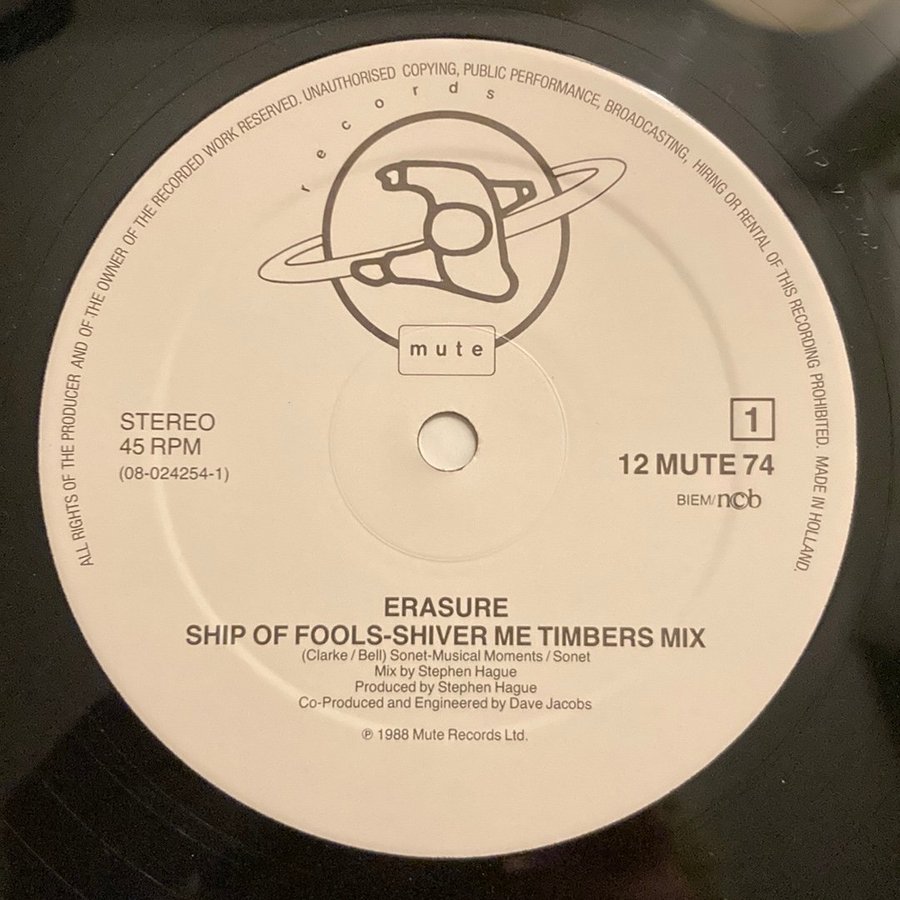 ALL RIGHTS OF THE PRODUCER AND OF THE OWNER OF THE RECORDED WORK RESERVED. UNAUTHORISED COPYING, PUBLIC PERFORMANCE, BROADCASTING, HIRING OR RENTAL OF THIS RECORDING PROHIBITED. MADE IN HOLLAND.
records
mute
STEREO
45 RPM
(08-024254-1)
1
12 MUTE 74
BIEM/n©b
ERASURE
SHIP OF FOOLS-SHIVER ME TIMBERS MIX
(Clarke / Bell) Sonet-Musical Moments / Sonet
Mix by Stephen Hague
Produced by Stephen Hague
Co-Produced and Engineered by Dave Jacobs
℗ 1988 Mute Records Ltd.